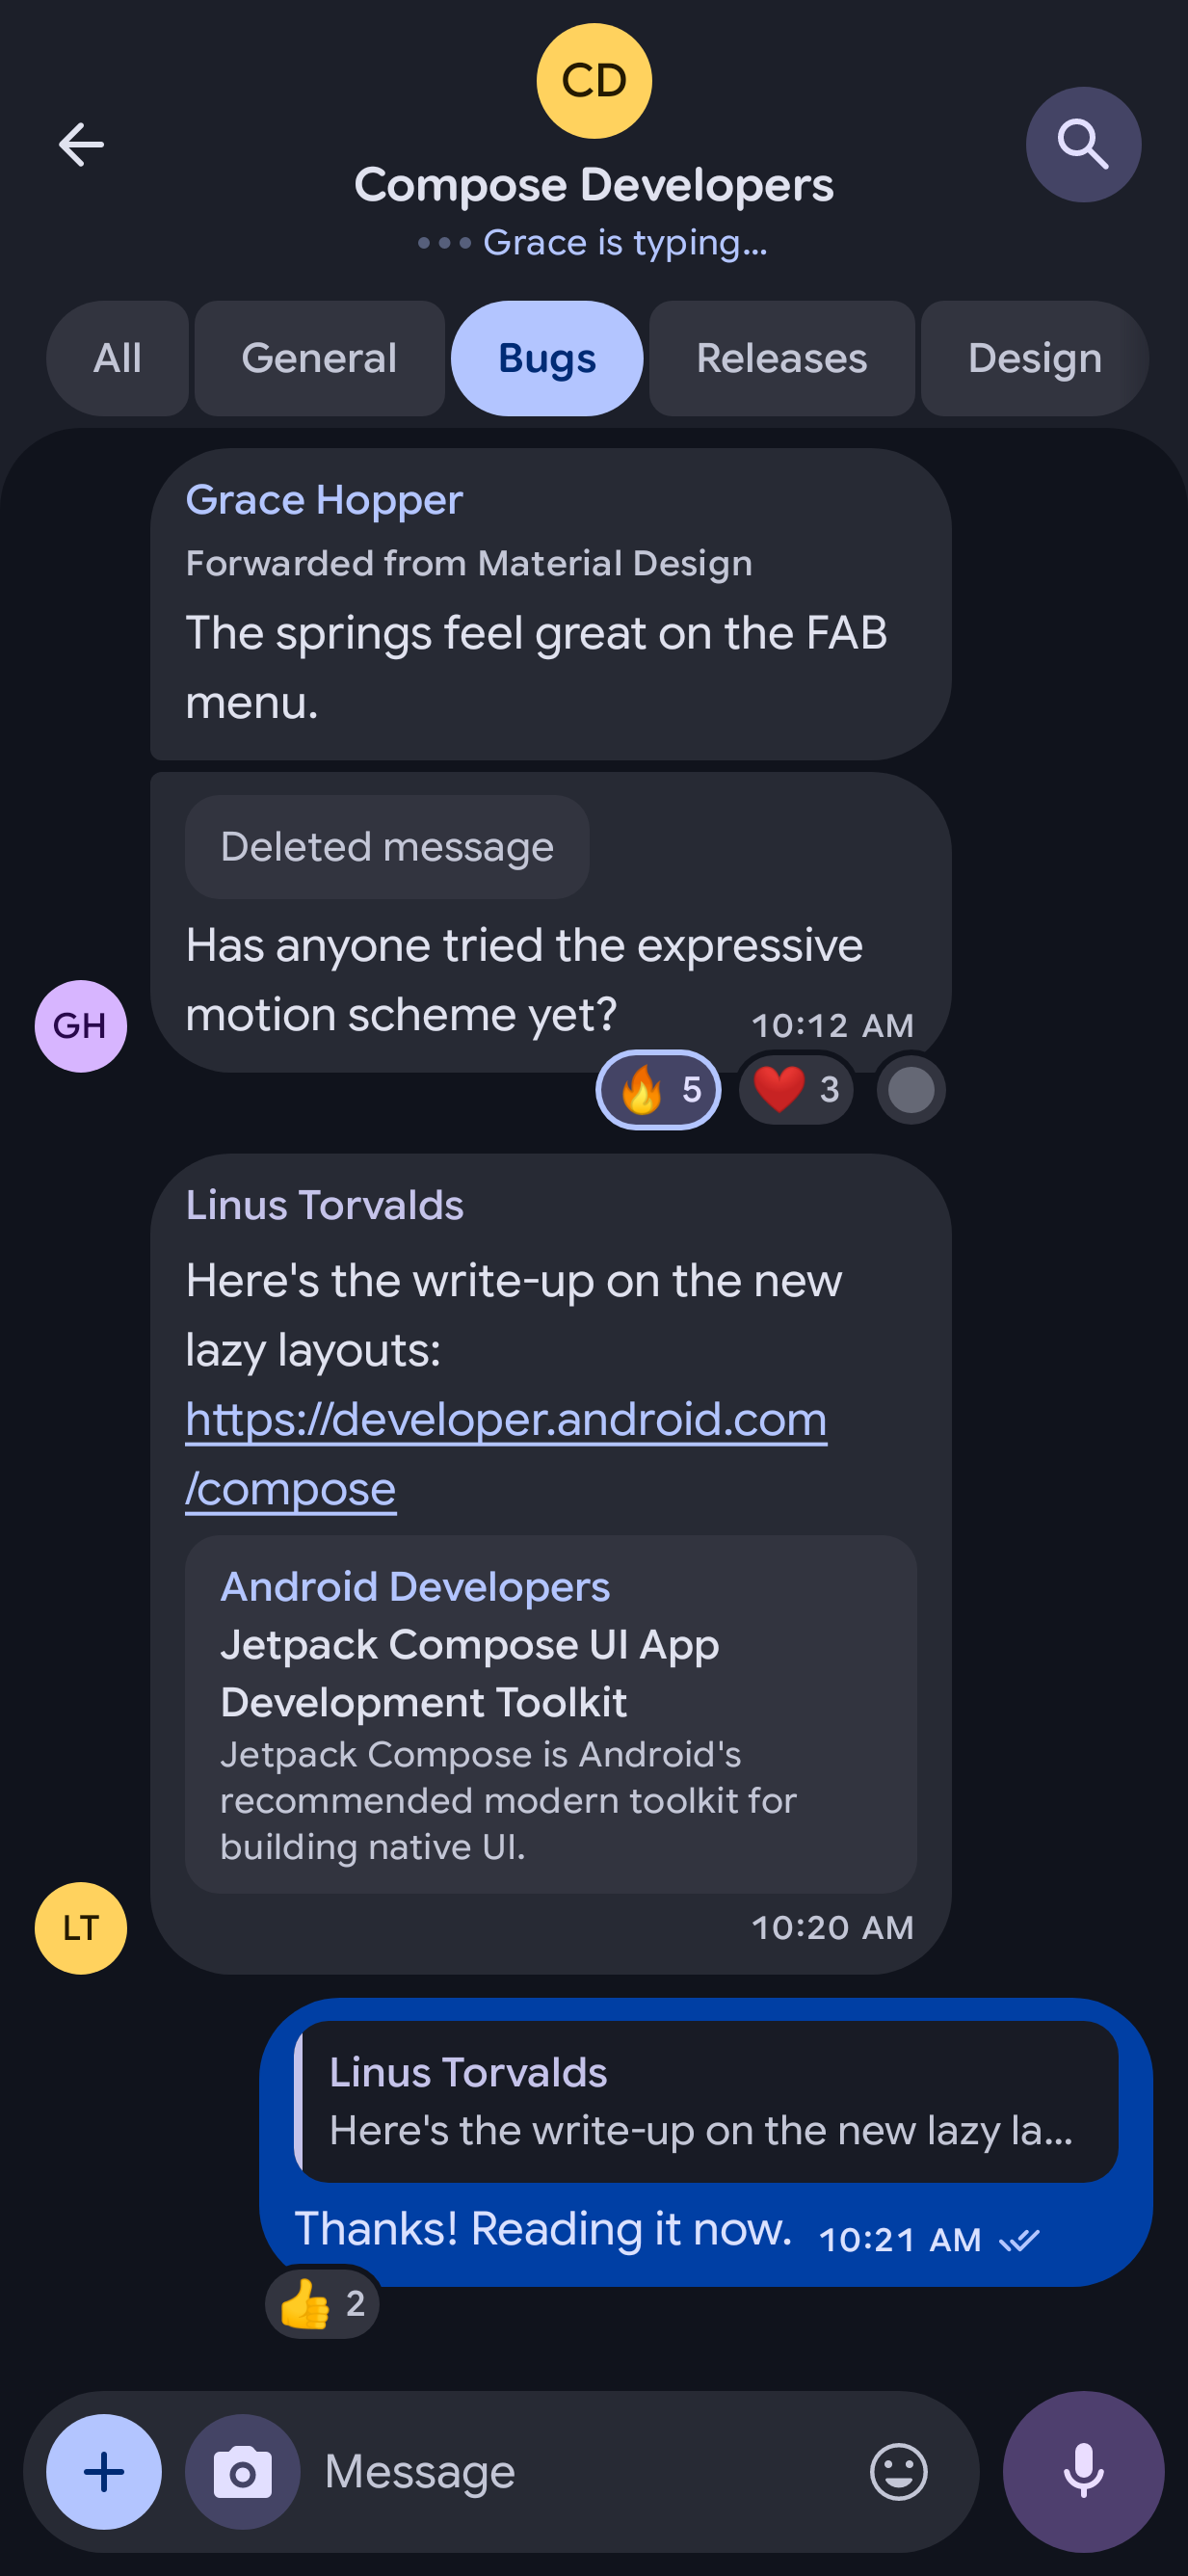 CD
Compose Developers
Grace is typing...
All
General
Bugs
Releases
Design
Grace Hopper
Forwarded from Material Design
The springs feel great on the FAB
menu.
Deleted message
Has anyone tried the expressive
motion scheme yet?
10:12 AM
GH
🔥 5
❤️ 3
Linus Torvalds
Here's the write-up on the new
lazy layouts:
https://developer.android.com
/compose
Android Developers
Jetpack Compose UI App
Development Toolkit
Jetpack Compose is Android's
recommended modern toolkit for
building native UI.
10:20 AM
LT
Linus Torvalds
Here's the write-up on the new lazy la...
Thanks! Reading it now.
10:21 AM
👍 2
Message